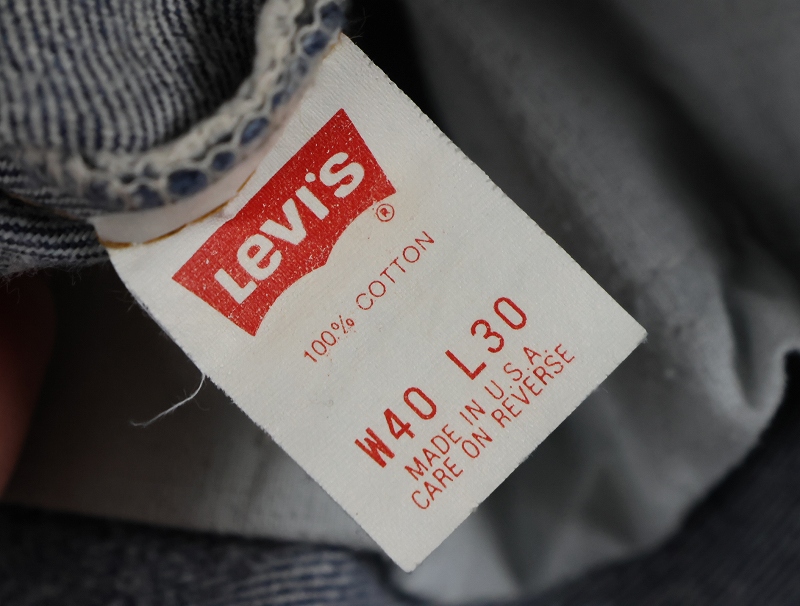 Levi's
®
100% COTTON
W40 L30
MADE IN U.S.A.
CARE ON REVERSE